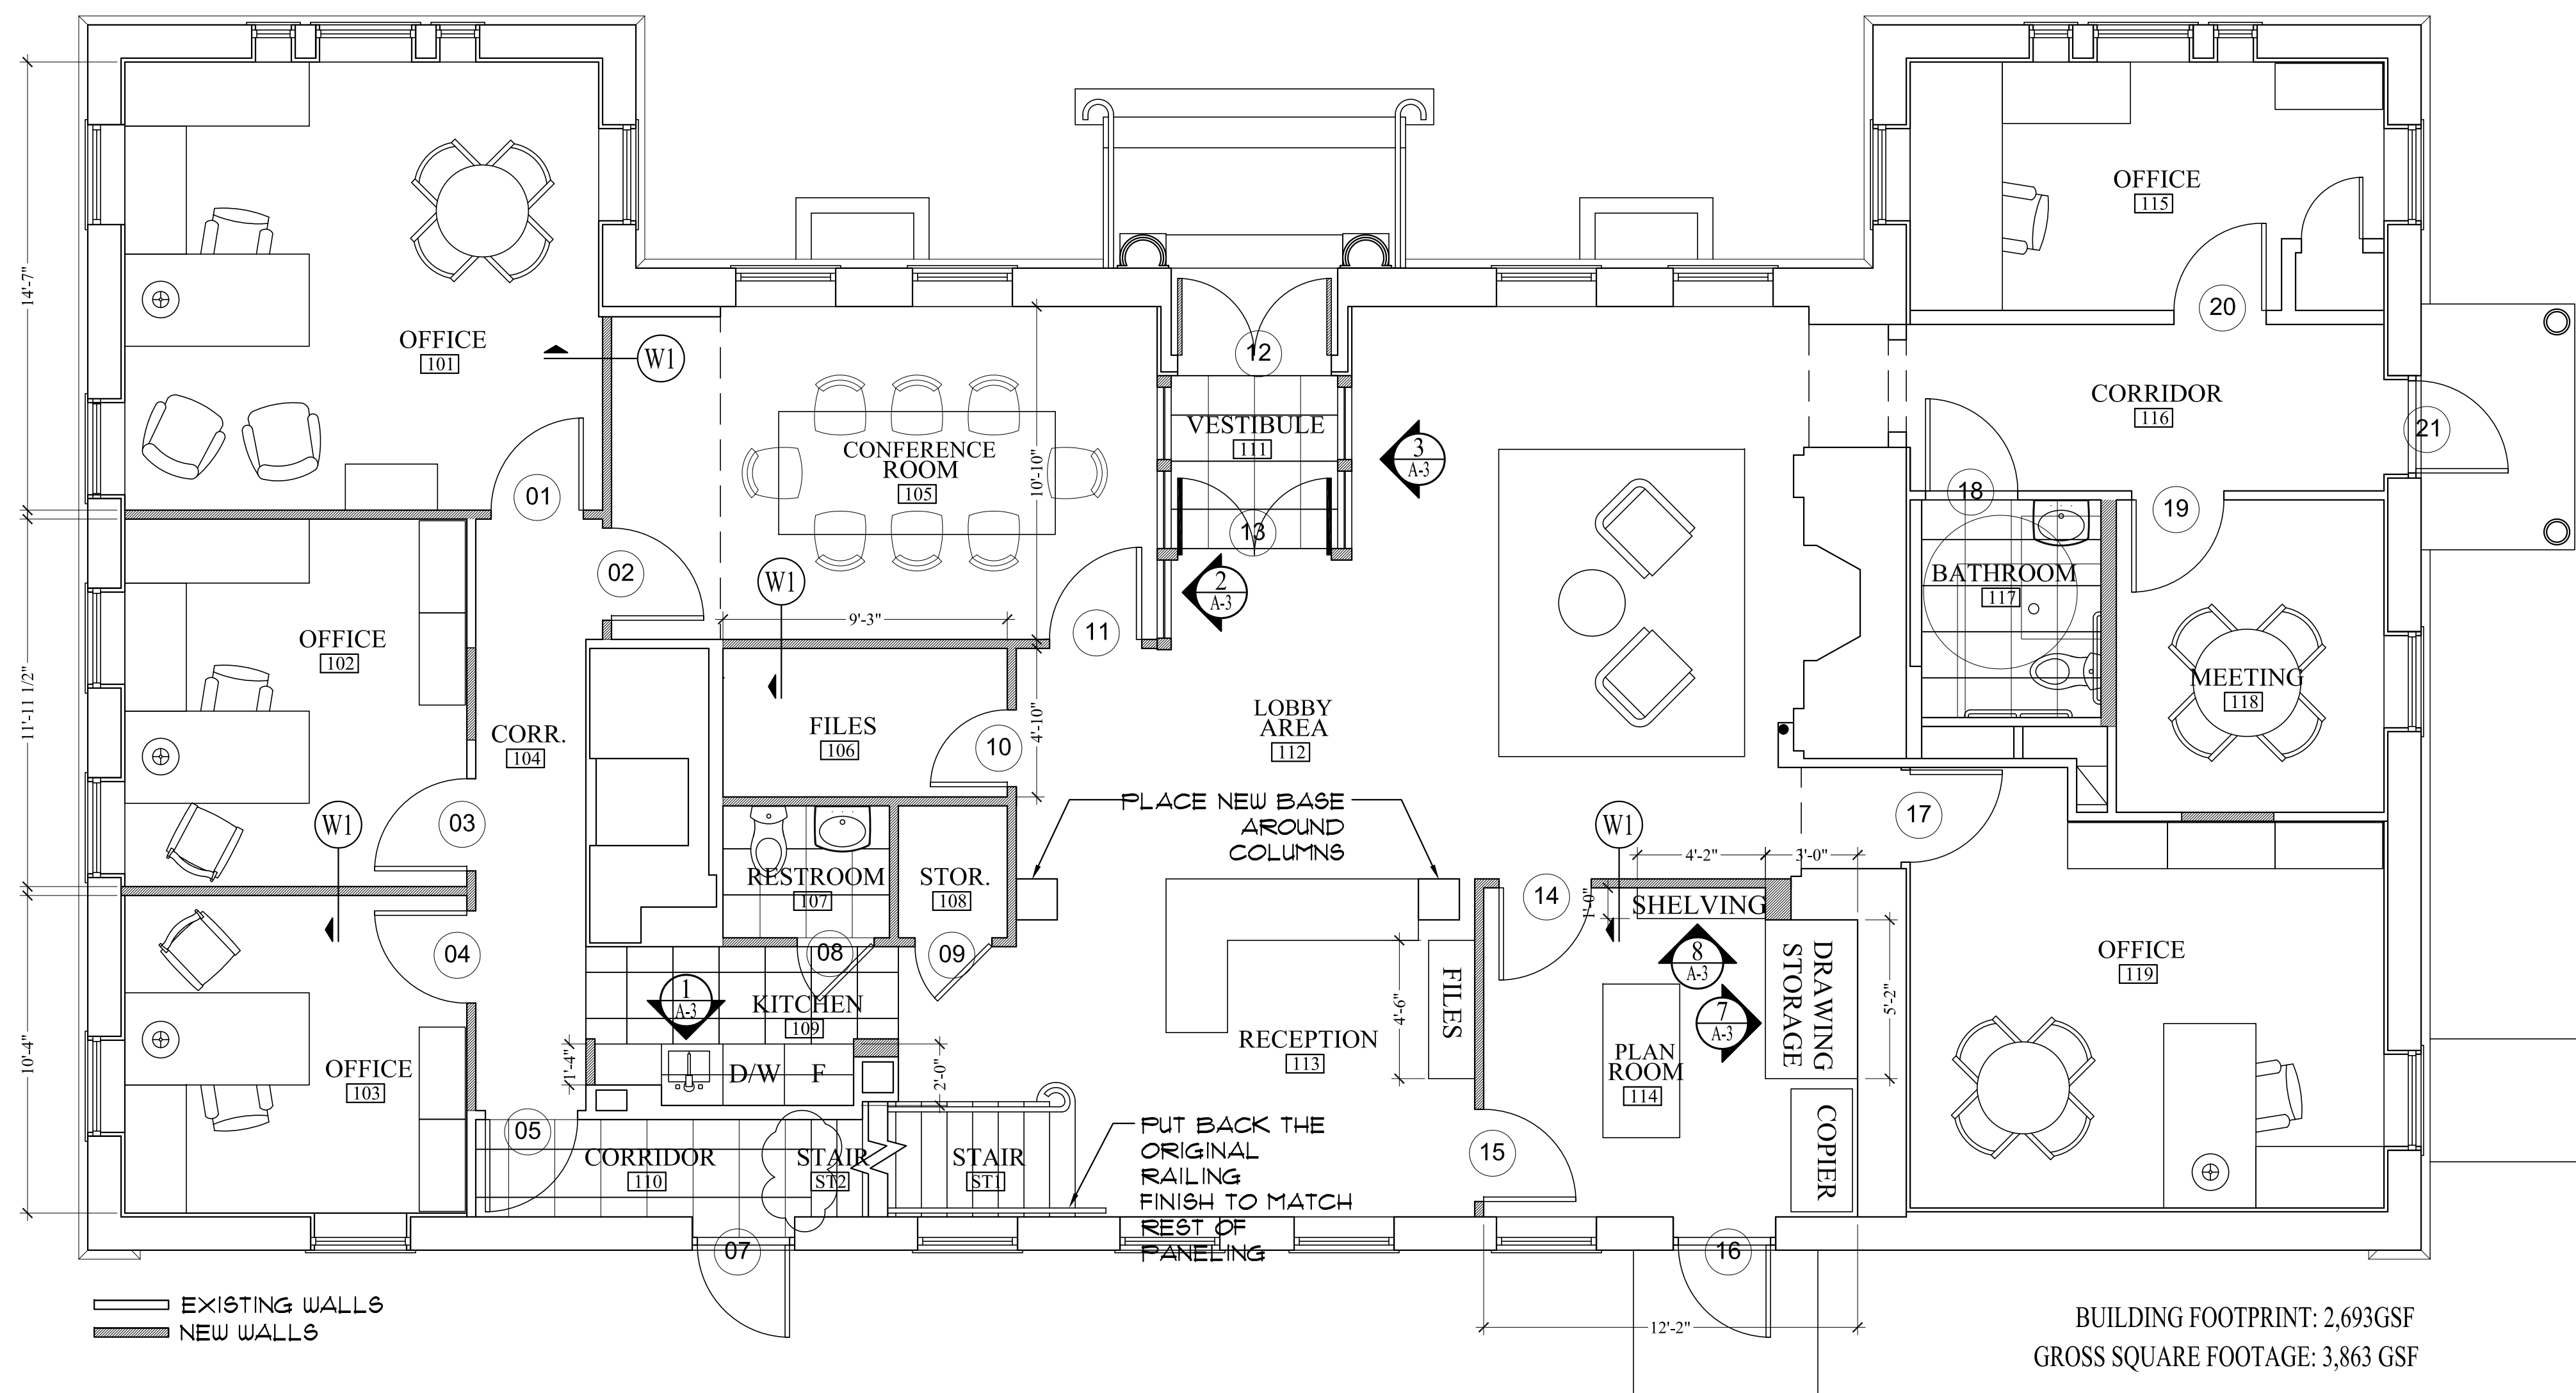 14'-7"
11'-11 1/2"
10'-4"
OFFICE
101
W1
01
02
OFFICE
102
03
W1
CORR.
104
04
OFFICE
103
05
CONFERENCE
ROOM
105
10'-10"
W1
9'-3"
11
12
VESTIBULE
111
13
3
A-3
2
A-3
FILES
106
10
4'-10"
LOBBY
AREA
112
RESTROOM
107
STOR.
108
08
09
PLACE NEW BASE
AROUND
COLUMNS
1
A-3
KITCHEN
109
1'-4"
D/W
F
2'-0"
CORRIDOR
110
STAIR
ST2
STAIR
ST1
07
RECEPTION
113
4'-6"
FILES
PUT BACK THE
ORIGINAL
RAILING
FINISH TO MATCH
REST OF
PANELING
W1
4'-2"
3'-0"
14
1'-0"
SHELVING
8
A-3
7
A-3
DRAWING
STORAGE
5'-2"
PLAN
ROOM
114
COPIER
15
16
12'-2"
OFFICE
115
20
CORRIDOR
116
21
18
19
BATHROOM
117
MEETING
118
17
OFFICE
119
EXISTING WALLS
NEW WALLS
BUILDING FOOTPRINT: 2,693GSF
GROSS SQUARE FOOTAGE: 3,863 GSF